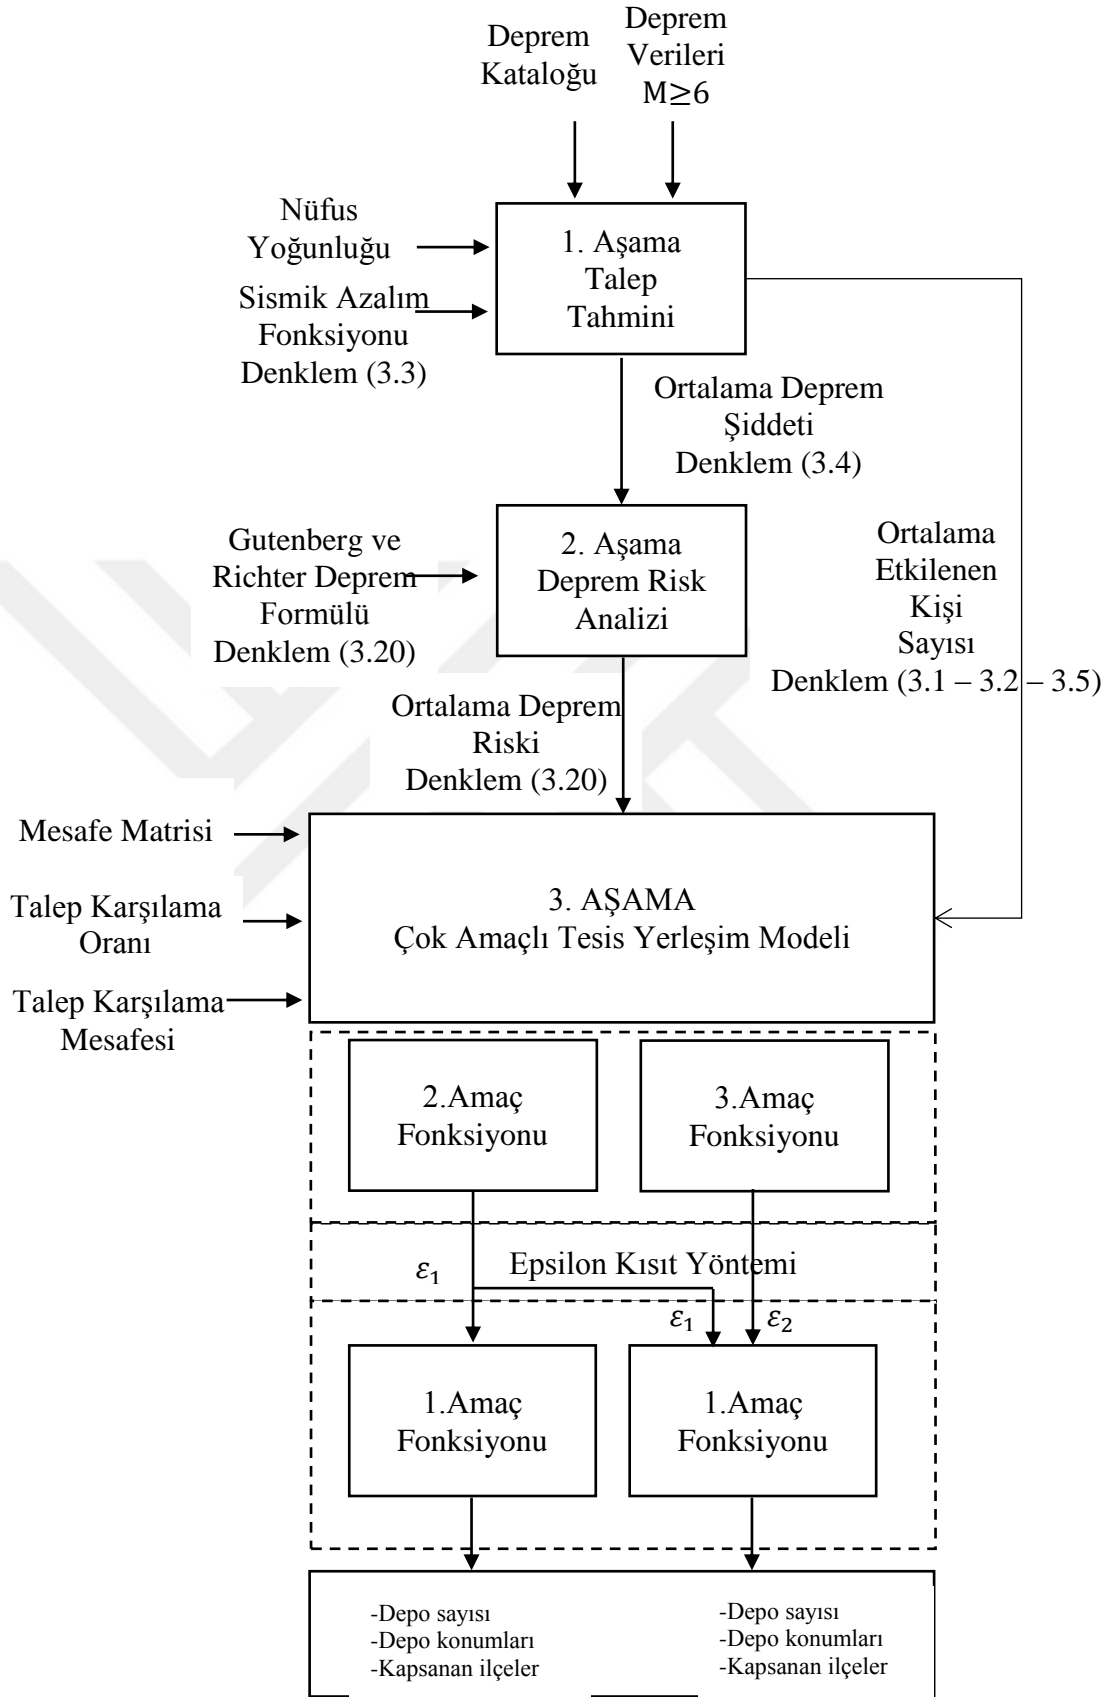 Deprem
Kataloğu
Deprem
Verileri
M≥6
Nüfus
Yoğunluğu
Sismik Azalım
Fonksiyonu
Denklem (3.3)
1. Aşama
Talep
Tahmini
Ortalama Deprem
Şiddeti
Denklem (3.4)
Gutenberg ve
Richter Deprem
Formülü
Denklem (3.20)
2. Aşama
Deprem Risk
Analizi
Ortalama
Etkilenen
Kişi
Sayısı
Denklem (3.1 – 3.2 – 3.5)
Ortalama Deprem
Riski
Denklem (3.20)
Mesafe Matrisi
Talep Karşılama
Oranı
Talep Karşılama
Mesafesi
3. AŞAMA
Çok Amaçlı Tesis Yerleşim Modeli
2.Amaç
Fonksiyonu
3.Amaç
Fonksiyonu
Epsilon Kısıt Yöntemi
ε₁
ε₁
ε₂
1.Amaç
Fonksiyonu
1.Amaç
Fonksiyonu
-Depo sayısı
-Depo konumları
-Kapsanan ilçeler
-Depo sayısı
-Depo konumları
-Kapsanan ilçeler